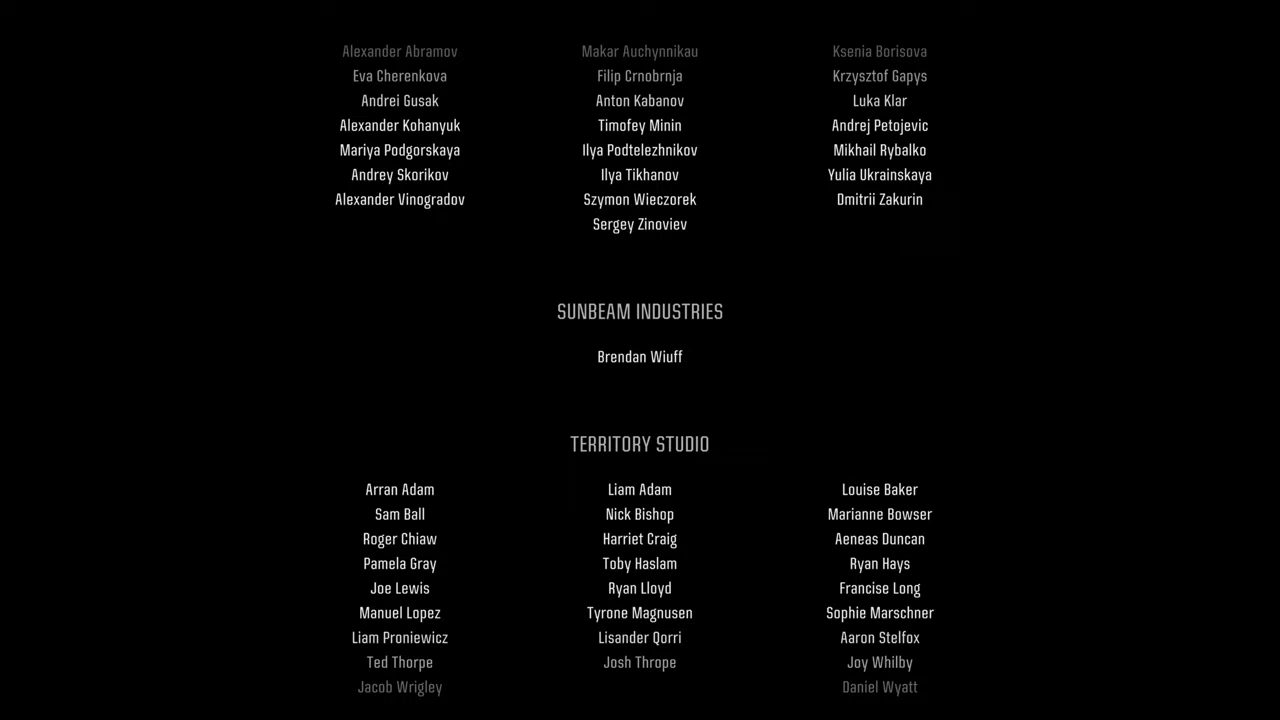 Alexander Abramov Makar Auchynnikau Ksenia Borisova
Eva Cherenkova Filip Crnobrnja Krzysztof Gapys
Andrei Gusak Anton Kabanov Luka Klar
Alexander Kohanyuk Timofey Minin Andrej Petojevic
Mariya Podgorskaya Ilya Podtelezhnikov Mikhail Rybalko
Andrey Skorikov Ilya Tikhanov Yulia Ukrainskaya
Alexander Vinogradov Szymon Wieczorek Dmitrii Zakurin
Sergey Zinoviev
SUNBEAM INDUSTRIES
Brendan Wiuff
TERRITORY STUDIO
Arran Adam Liam Adam Louise Baker
Sam Ball Nick Bishop Marianne Bowser
Roger Chiaw Harriet Craig Aeneas Duncan
Pamela Gray Toby Haslam Ryan Hays
Joe Lewis Ryan Lloyd Francise Long
Manuel Lopez Tyrone Magnusen Sophie Marschner
Liam Proniewicz Lisander Qorri Aaron Stelfox
Ted Thorpe Josh Thrope Joy Whilby
Jacob Wrigley Daniel Wyatt